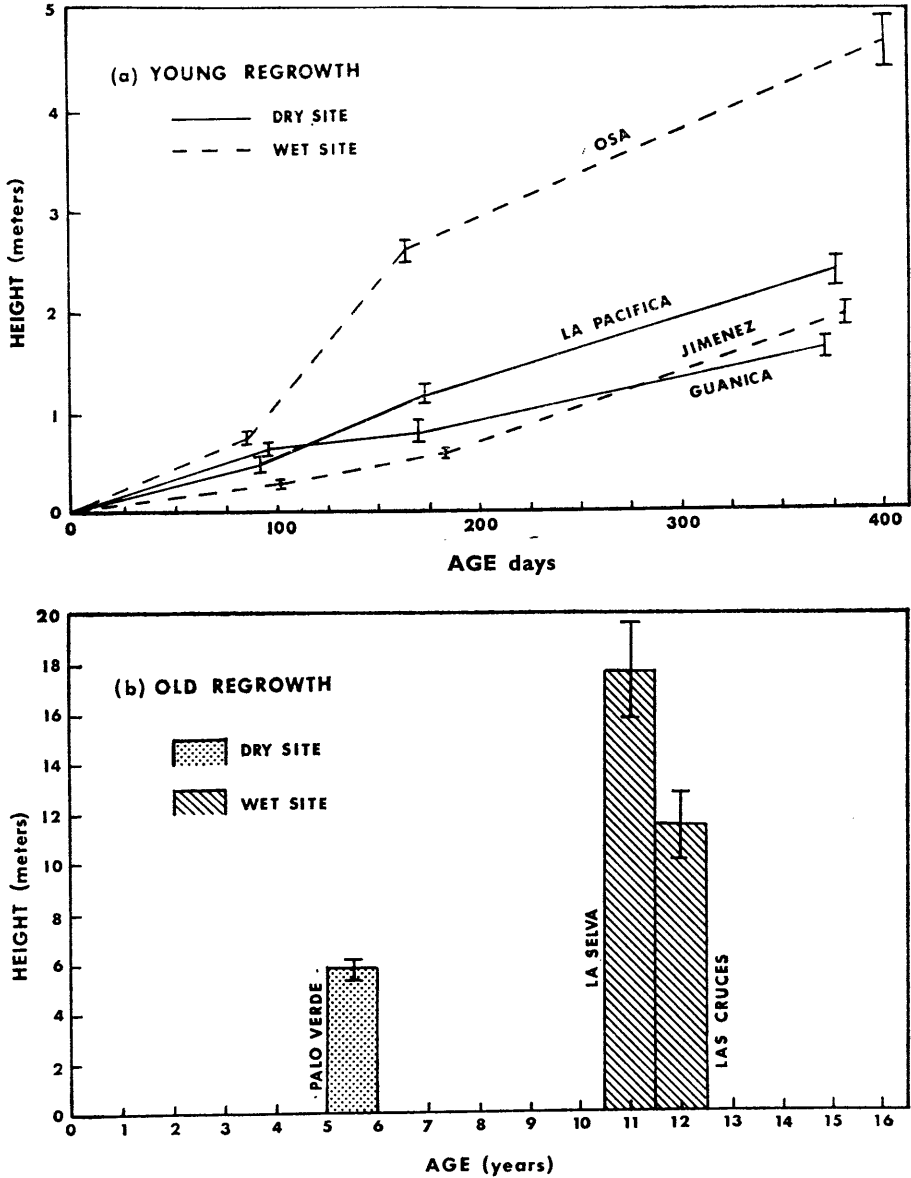 5
(a) YOUNG REGROWTH
DRY SITE
4
WET SITE
OSA
HEIGHT (meters)
3
LA PACIFICA
2
JIMENEZ
GUANICA
1
0
0 100 200 300 400
AGE days
20
18
(b) OLD REGROWTH
16
DRY SITE
14
WET SITE
12
HEIGHT (meters)
10
8
LA SELVA
6
PALO VERDE
LAS CRUCES
4
2
0
0 1 2 3 4 5 6 7 8 9 10 11 12 13 14 15 16
AGE (years)